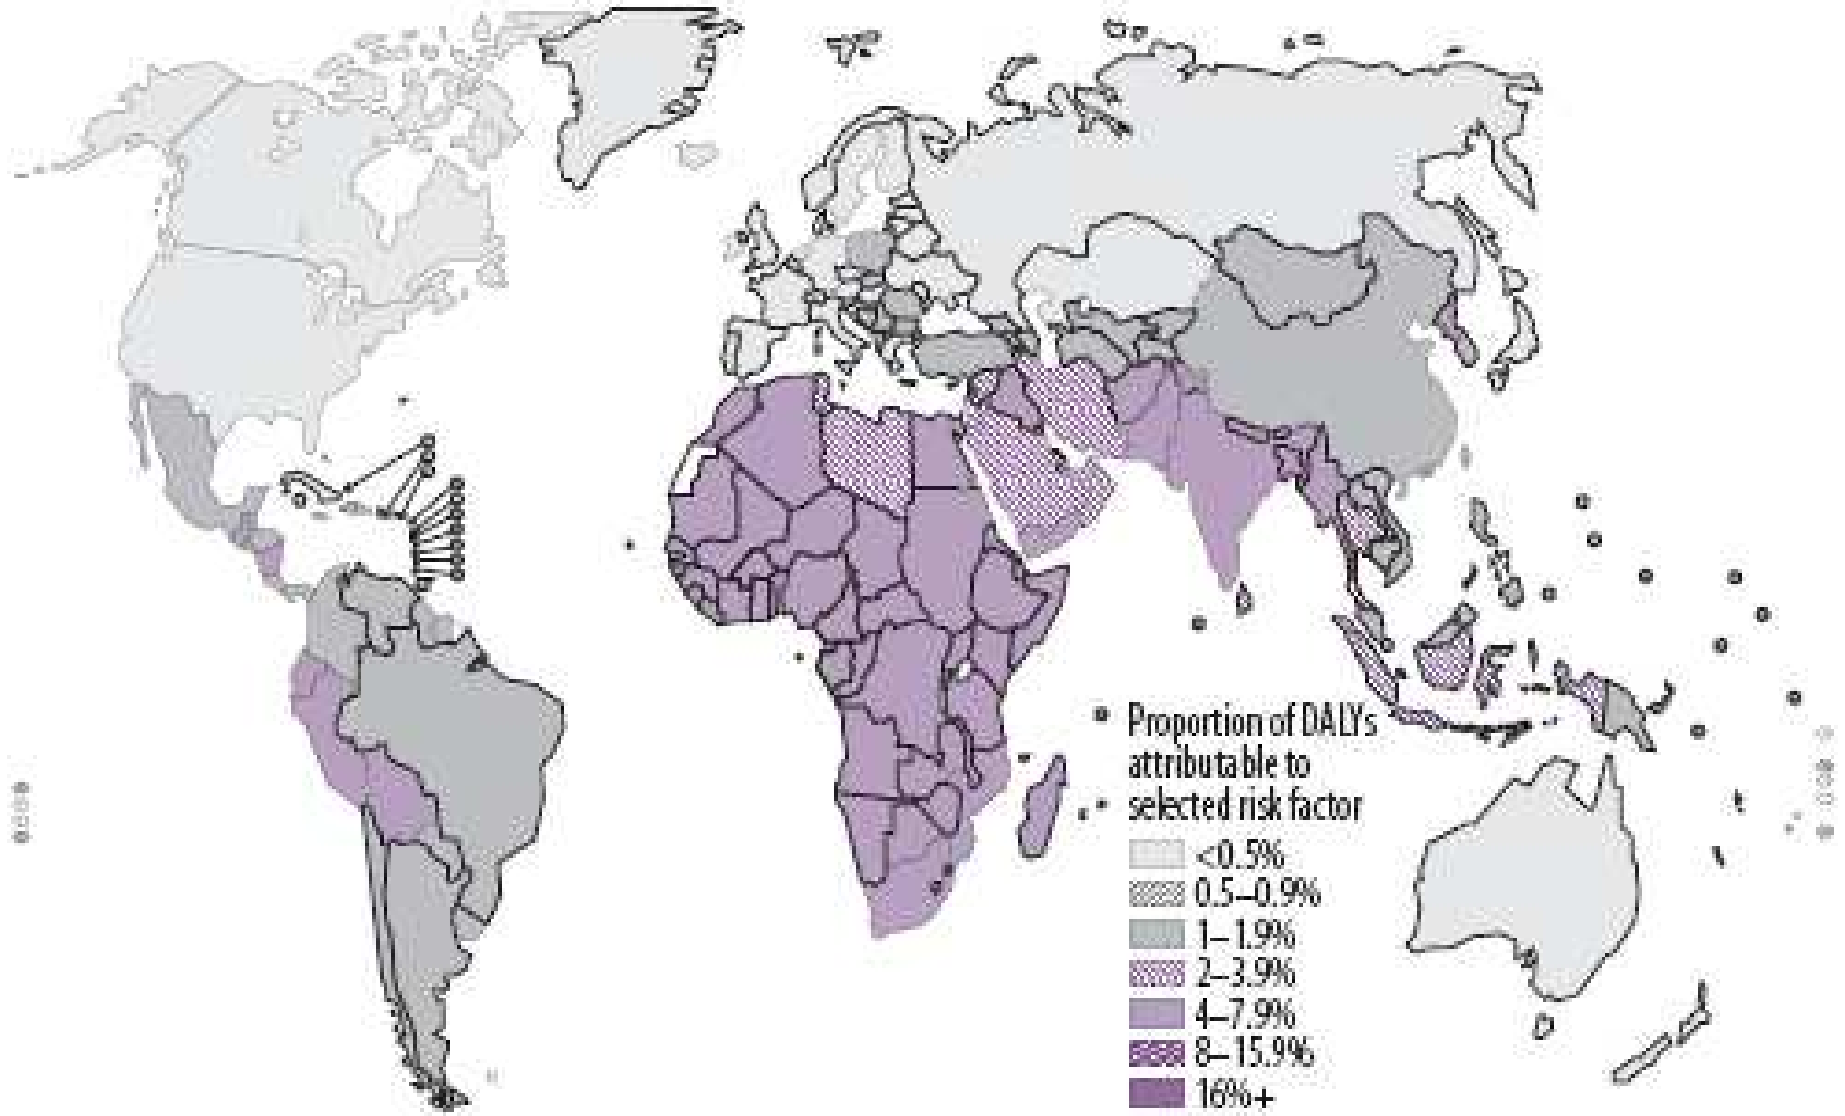 Proportion of DALYs
attributable to
selected risk factor
<0.5%
0.5–0.9%
1–1.9%
2–3.9%
4–7.9%
8–15.9%
16%+